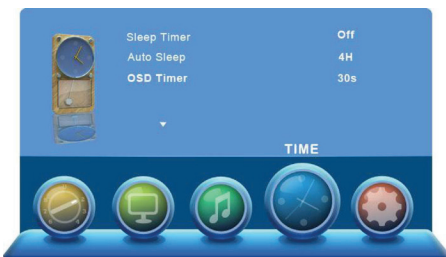 Sleep Timer Off
Auto Sleep 4H
OSD Timer 30s
TIME